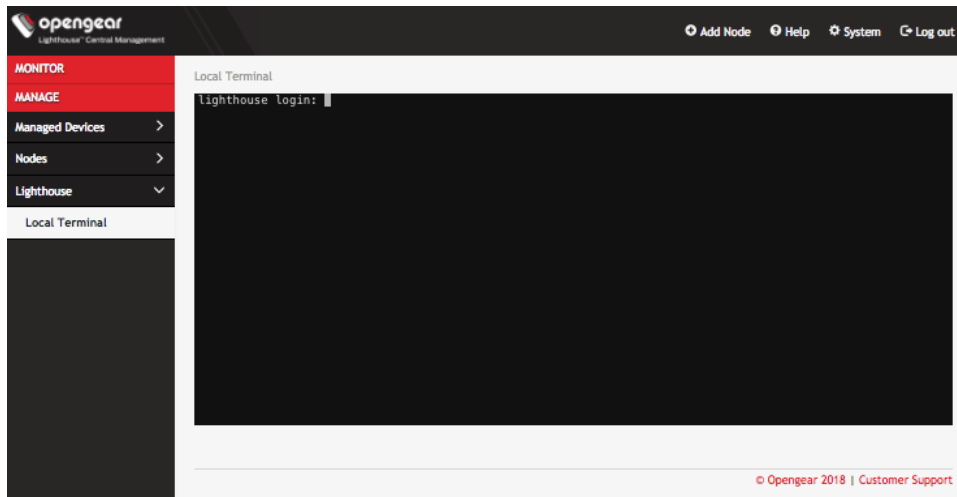 opengear
Lighthouse™ Central Management
Add Node Help System Log out
MONITOR
MANAGE
Managed Devices
Nodes
Lighthouse
Local Terminal
Local Terminal
lighthouse login:
© Opengear 2018 | Customer Support